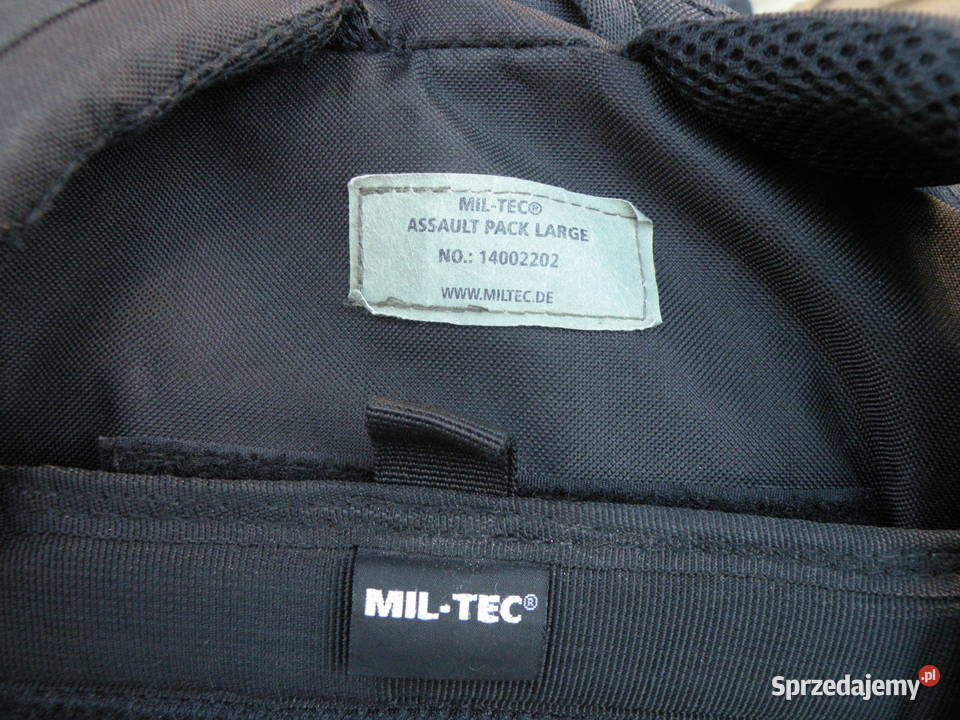 MIL-TEC®
ASSAULT PACK LARGE
NO.: 14002202
WWW.MILTEC.DE
MIL-TEC®
Sprzedajemy.pl